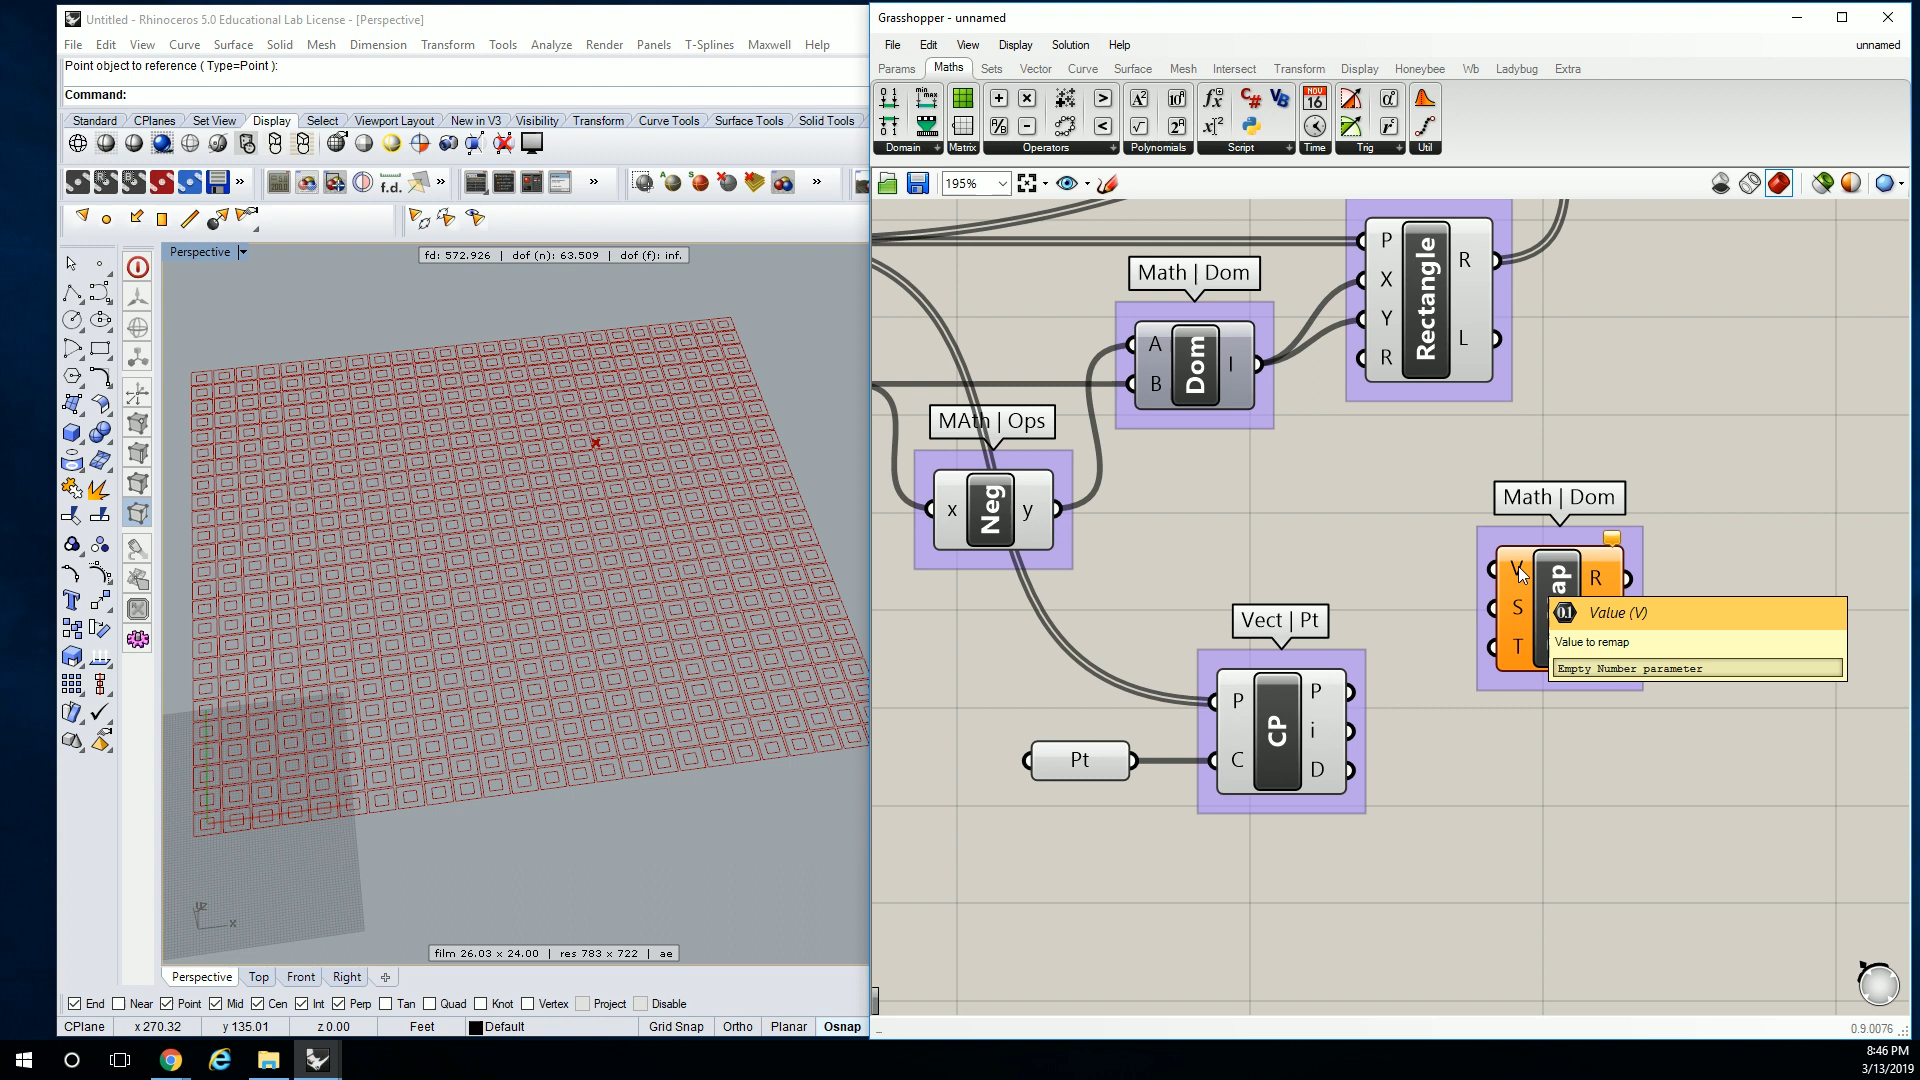 Untitled - Rhinoceros 5.0 Educational Lab License - [Perspective]
File Edit View Curve Surface Solid Mesh Dimension Transform Tools Analyze Render Panels T-Splines Maxwell Help
Point object to reference ( Type=Point ):
Command:
Standard CPlanes Set View Display Select Viewport Layout New in V3 Visibility Transform Curve Tools Surface Tools Solid Tools
f.d.
Perspective
fd: 572.926 | dof (n): 63.509 | dof (f): inf.
film 26.03 x 24.00 | res 783 x 722 | ae
Perspective Top Front Right
End Near Point Mid Cen Int Perp Tan Quad Knot Vertex Project Disable
CPlane x 270.32 y 135.01 z 0.00 Feet Default Grid Snap Ortho Planar Osnap
Grasshopper - unnamed
File Edit View Display Solution Help
unnamed
Params Maths Sets Vector Curve Surface Mesh Intersect Transform Display Honeybee Wb Ladybug Extra
Domain Matrix Operators Polynomials Script Time Trig Util
195%
P X Y R Rectangle R L
Math | Dom
A B Dom I
MAth | Ops
x Neg y
Math | Dom
V S T ap R
Value (V)
Value to remap
Empty Number parameter
Vect | Pt
P C CP P i D
Pt
0.9.0076
8:46 PM
3/13/2019